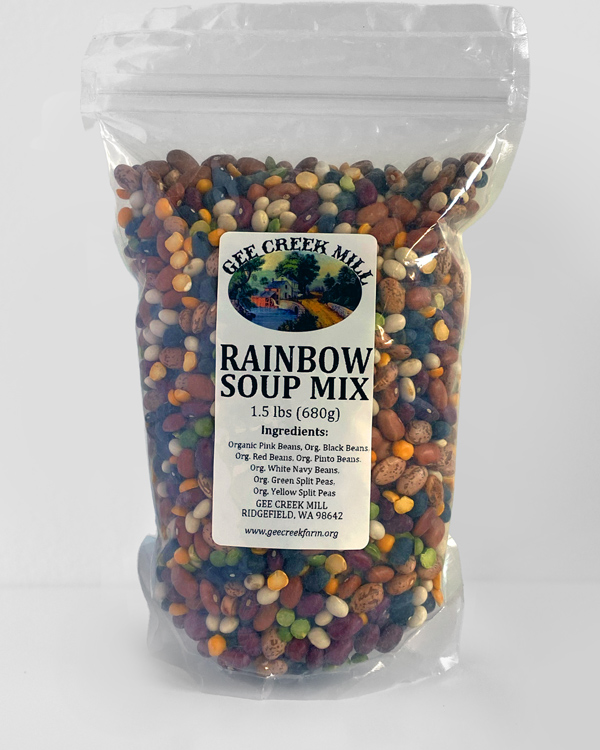 GEE CREEK MILL
RAINBOW
SOUP MIX
1.5 lbs (680g)
Ingredients:
Organic Pink Beans, Org. Black Beans.
Org. Red Beans. Org. Pinto Beans.
Org. White Navy Beans.
Org. Green Split Peas.
Org. Yellow Split Peas
GEE CREEK MILL
RIDGEFIELD, WA 98642
www.geecreekfarm.org